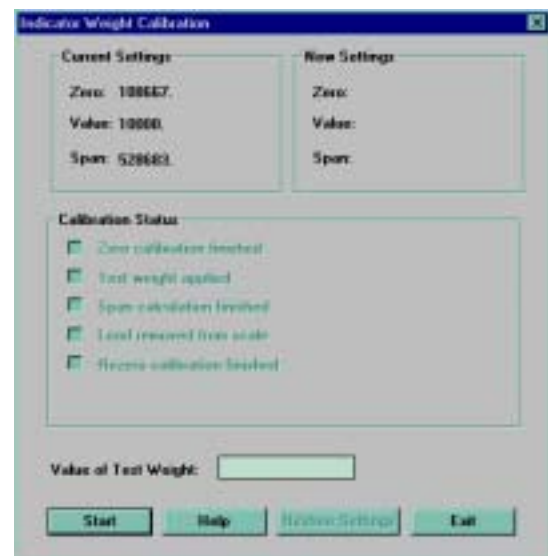 Indicator Weight Calibration
Current Settings
Zero: 108667.
Value: 10000.
Span: 528683.
New Settings
Zero:
Value:
Span:
Calibration Status
Zero calibration finished
Test weight applied
Span calculation finished
Load removed from scale
Rezero calibration finished
Value of Test Weight:
Start
Help
Restore Settings
Exit